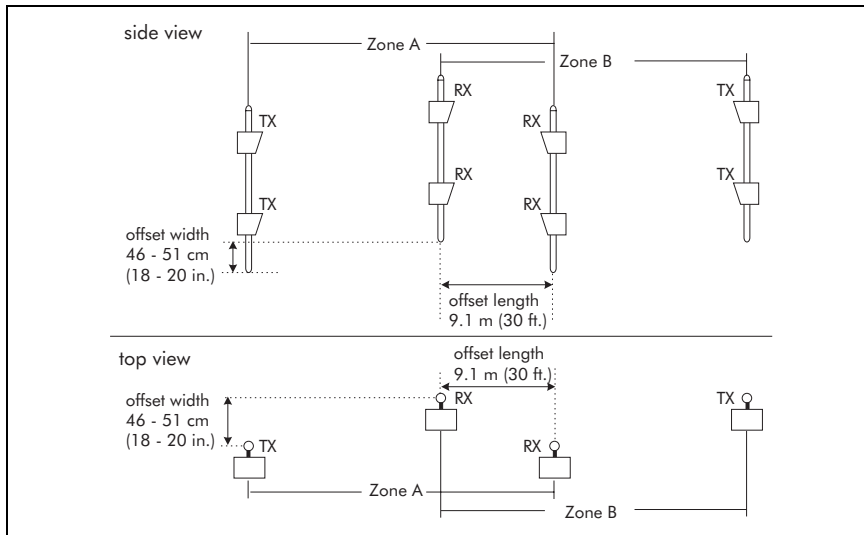 side view
Zone A
Zone B
TX
RX
RX
TX
TX
RX
RX
TX
offset width
46 - 51 cm
(18 - 20 in.)
offset length
9.1 m (30 ft.)
top view
offset length
9.1 m (30 ft.)
offset width
46 - 51 cm
(18 - 20 in.)
RX
TX
TX
RX
Zone A
Zone B